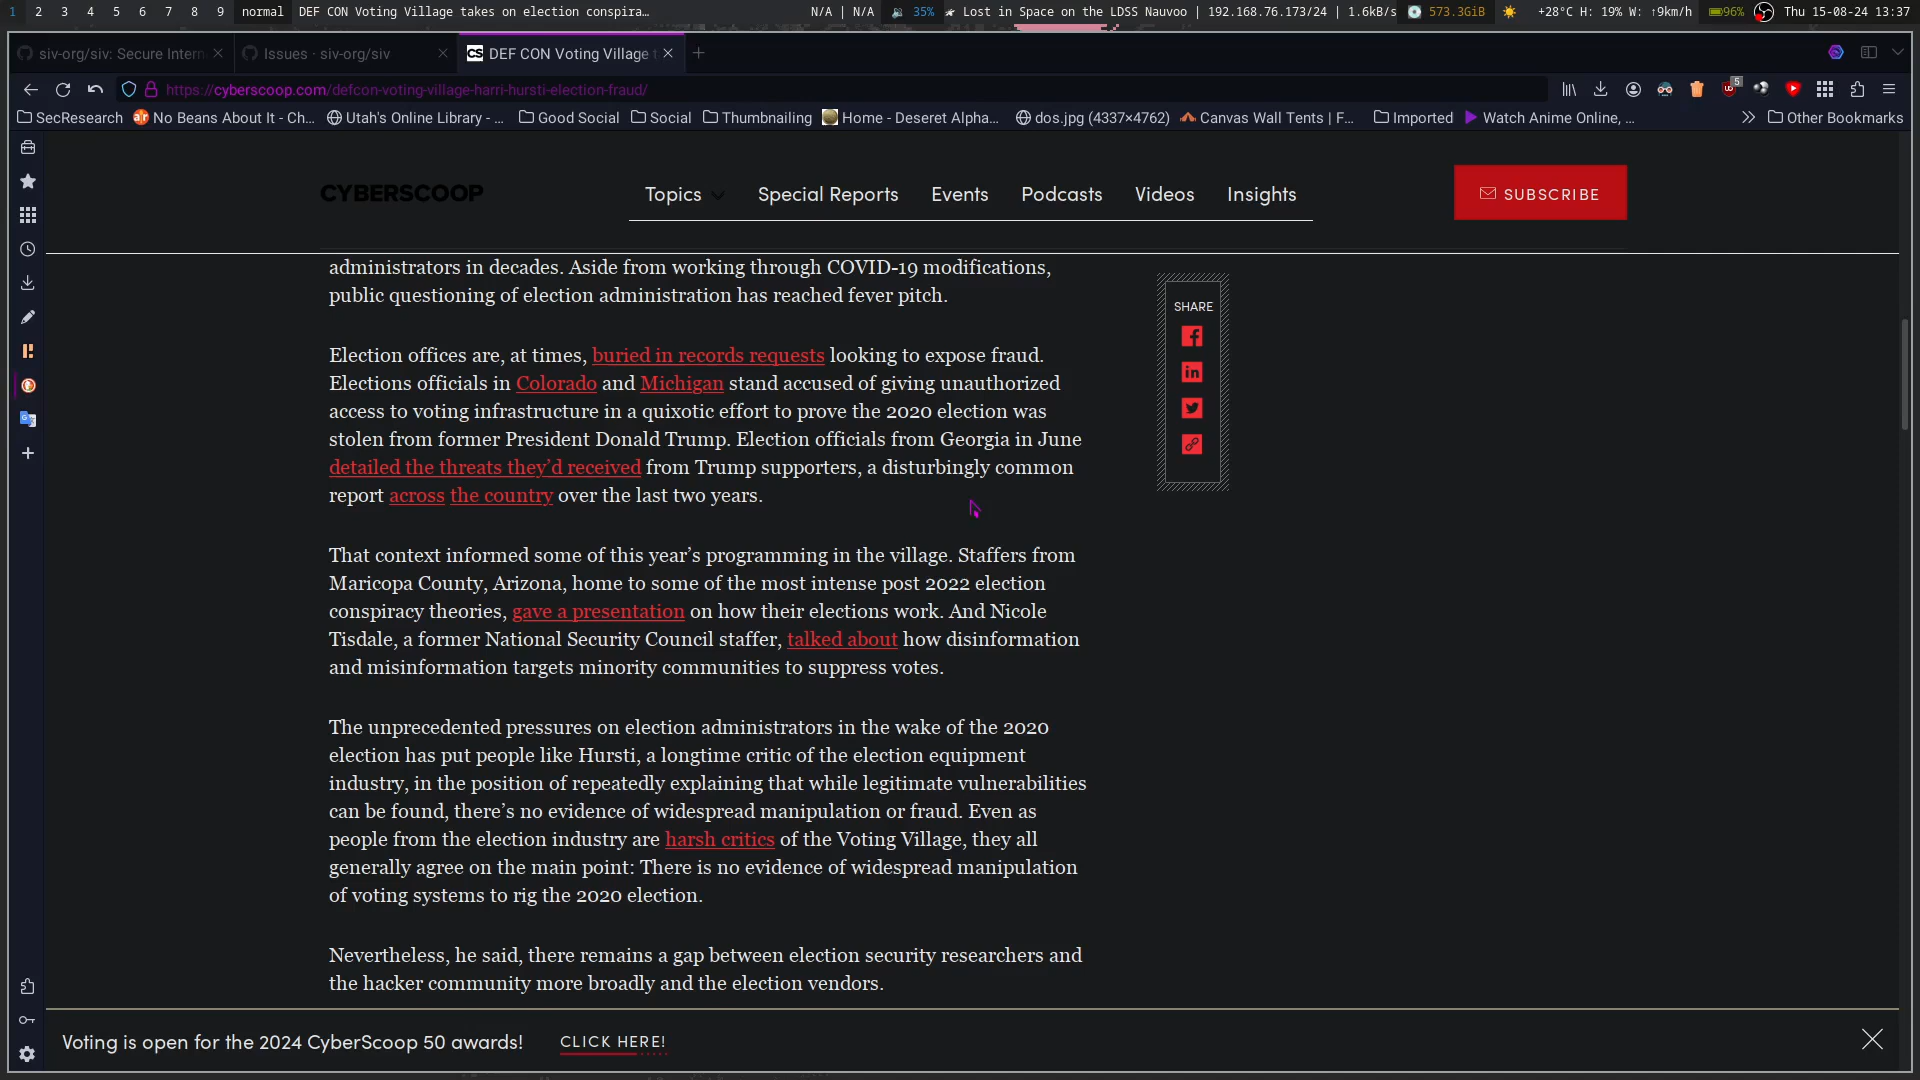 1 2 3 4 5 6 7 8 9 normal DEF CON Voting Village takes on election conspira… N/A | N/A 35% Lost in Space on the LDSS Nauvoo | 192.168.76.173/24 | 1.6kB/s 573.3GiB +28°C H: 19% W: ↑9km/h 96% Thu 15-08-24 13:37
siv-org/siv: Secure Intern Issues · siv-org/siv CS DEF CON Voting Village t
https://cyberscoop.com/defcon-voting-village-harri-hursti-election-fraud/ 5
SecResearch No Beans About It - Ch… Utah's Online Library - … Good Social Social Thumbnailing Home - Deseret Alpha… dos.jpg (4337×4762) Canvas Wall Tents | F… Imported Watch Anime Online, … Other Bookmarks
CYBERSCOOP Topics Special Reports Events Podcasts Videos Insights SUBSCRIBE
administrators in decades. Aside from working through COVID-19 modifications,
public questioning of election administration has reached fever pitch.
SHARE
Election offices are, at times, buried in records requests looking to expose fraud.
Elections officials in Colorado and Michigan stand accused of giving unauthorized
access to voting infrastructure in a quixotic effort to prove the 2020 election was
stolen from former President Donald Trump. Election officials from Georgia in June
detailed the threats they’d received from Trump supporters, a disturbingly common
report across the country over the last two years.
That context informed some of this year’s programming in the village. Staffers from
Maricopa County, Arizona, home to some of the most intense post 2022 election
conspiracy theories, gave a presentation on how their elections work. And Nicole
Tisdale, a former National Security Council staffer, talked about how disinformation
and misinformation targets minority communities to suppress votes.
The unprecedented pressures on election administrators in the wake of the 2020
election has put people like Hursti, a longtime critic of the election equipment
industry, in the position of repeatedly explaining that while legitimate vulnerabilities
can be found, there’s no evidence of widespread manipulation or fraud. Even as
people from the election industry are harsh critics of the Voting Village, they all
generally agree on the main point: There is no evidence of widespread manipulation
of voting systems to rig the 2020 election.
Nevertheless, he said, there remains a gap between election security researchers and
the hacker community more broadly and the election vendors.
Voting is open for the 2024 CyberScoop 50 awards! CLICK HERE!